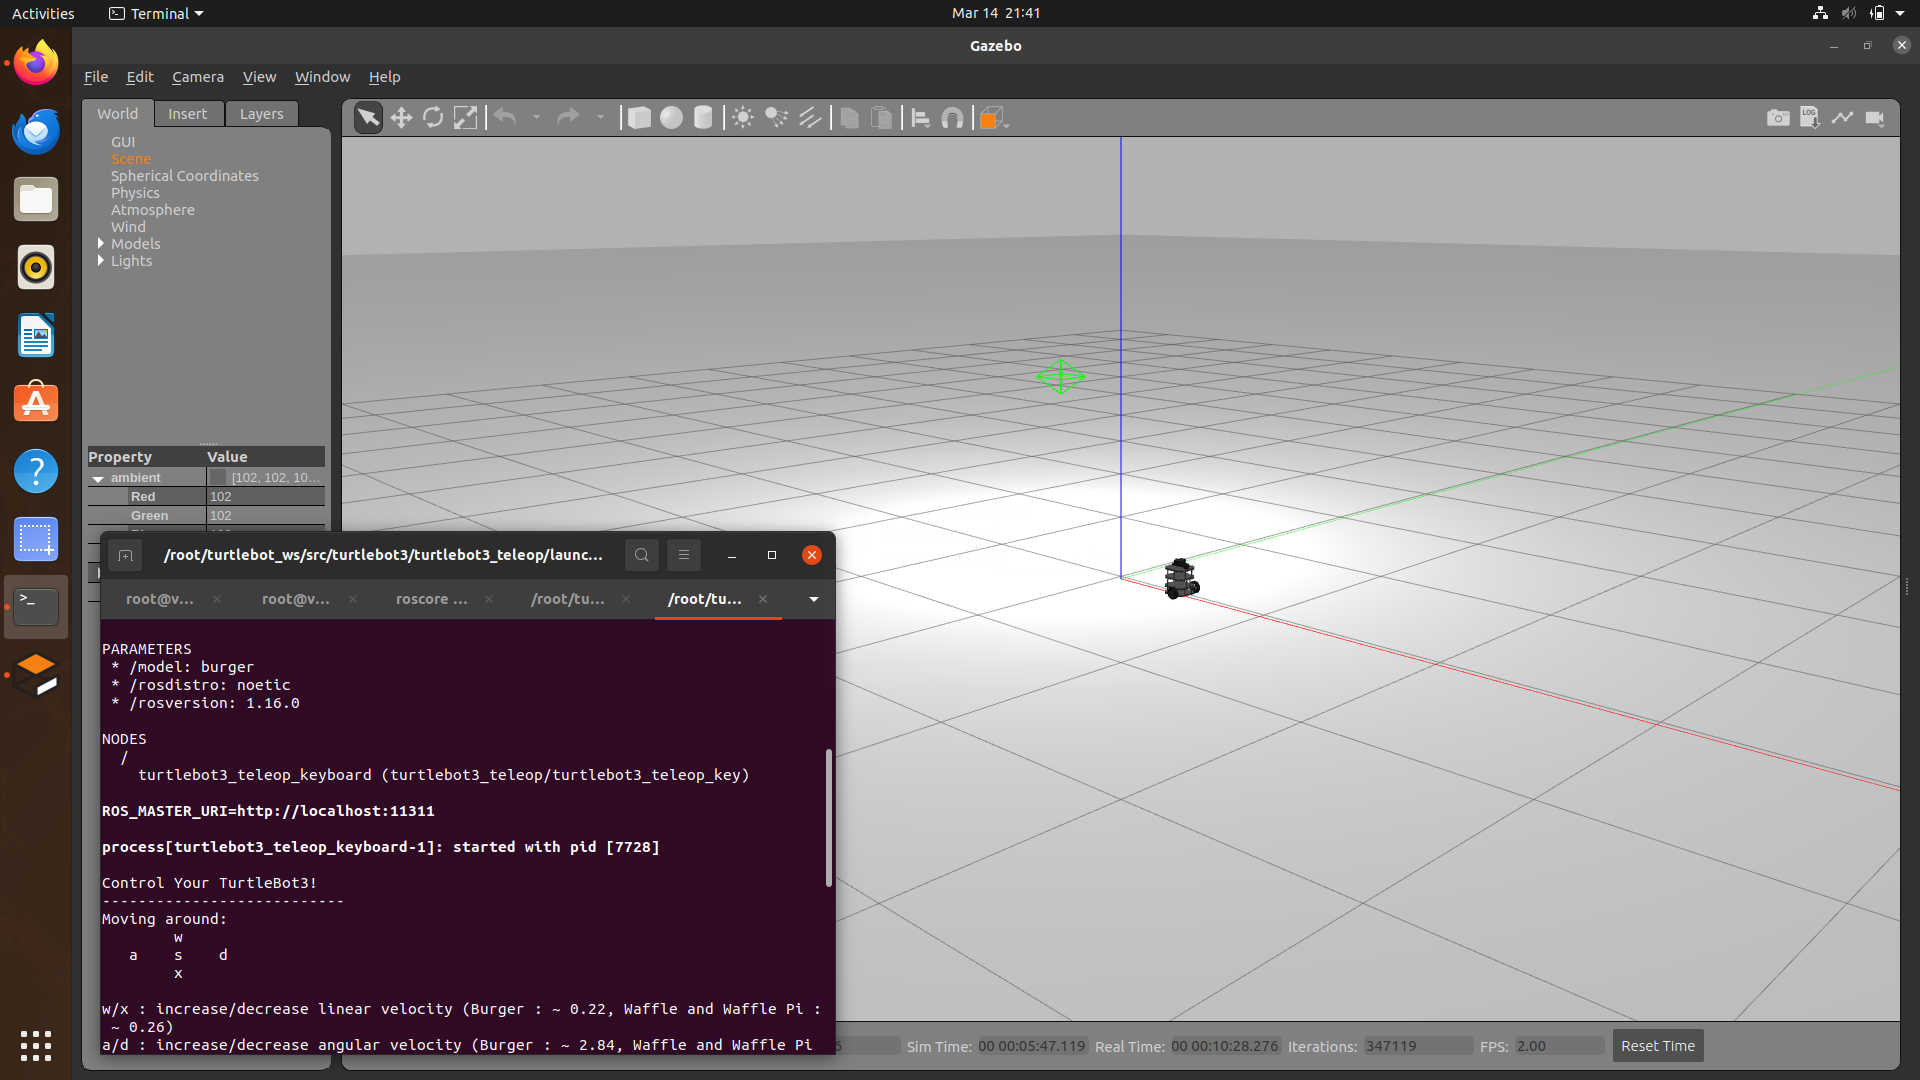 Activities
Terminal
Mar 14 21:41
Gazebo
File Edit Camera View Window Help
World Insert Layers
GUI
Scene
Spherical Coordinates
Physics
Atmosphere
Wind
Models
Lights
LOG
Property Value
ambient [102, 102, 10...
Red 102
Green 102
/root/turtlebot_ws/src/turtlebot3/turtlebot3_teleop/launc...
root@v... root@v... roscore ... /root/tu... /root/tu...
PARAMETERS
* /model: burger
* /rosdistro: noetic
* /rosversion: 1.16.0
NODES
/
turtlebot3_teleop_keyboard (turtlebot3_teleop/turtlebot3_teleop_key)
ROS_MASTER_URI=http://localhost:11311
process[turtlebot3_teleop_keyboard-1]: started with pid [7728]
Control Your TurtleBot3!
---------------------------
Moving around:
w
a s d
x
w/x : increase/decrease linear velocity (Burger : ~ 0.22, Waffle and Waffle Pi :
~ 0.26)
a/d : increase/decrease angular velocity (Burger : ~ 2.84, Waffle and Waffle Pi
Sim Time: 00 00:05:47.119 Real Time: 00 00:10:28.276 Iterations: 347119 FPS: 2.00 Reset Time